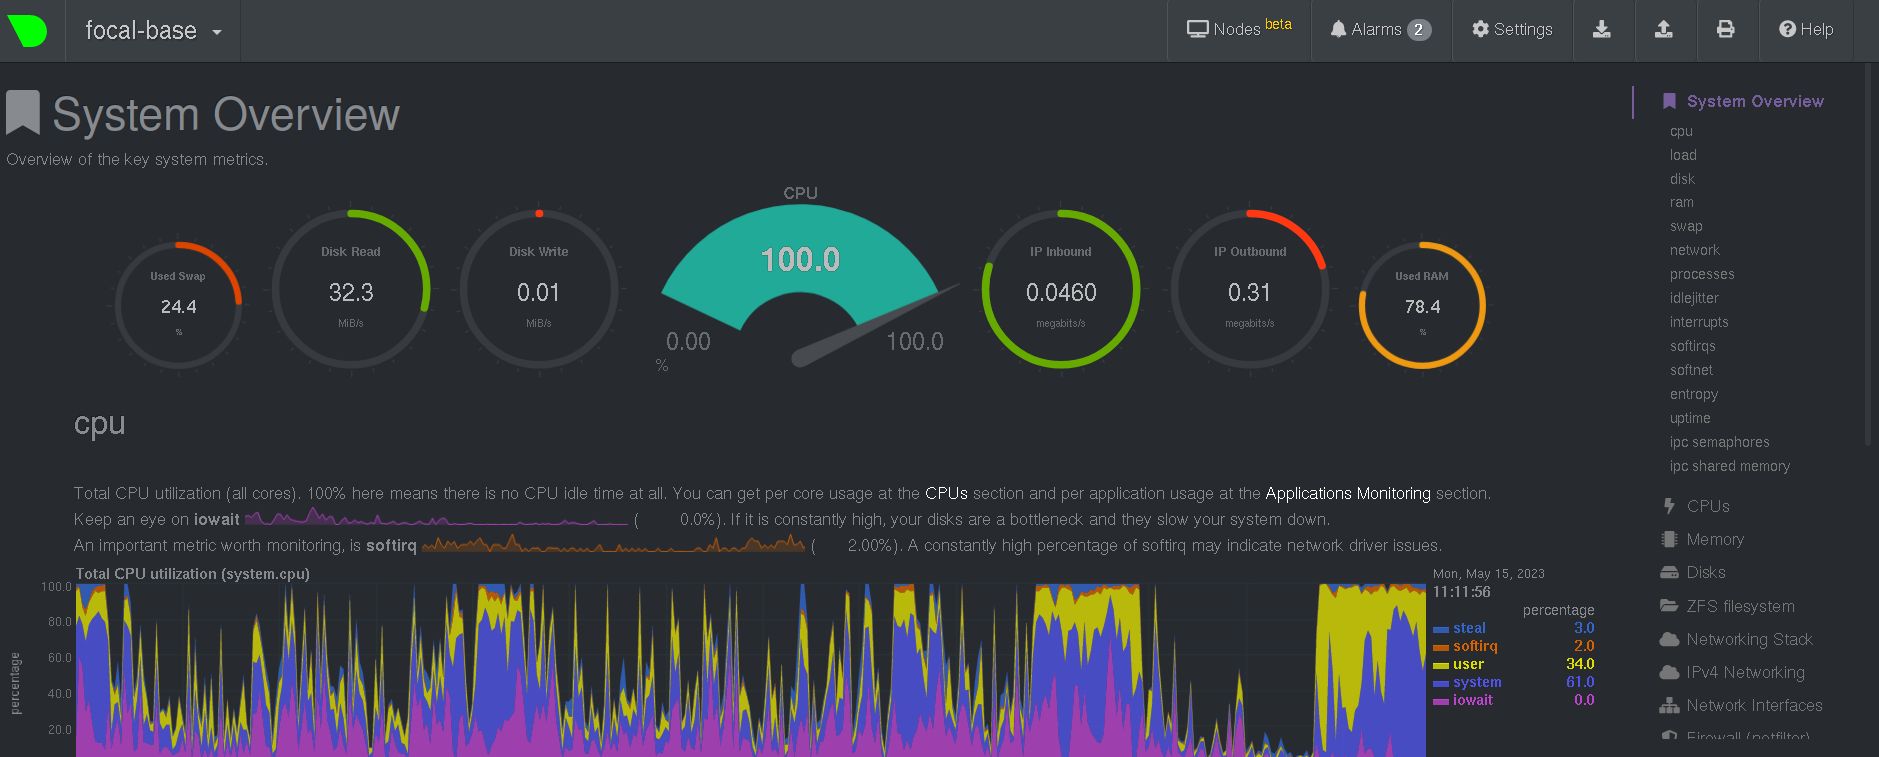 focal-base
Nodes beta
Alarms 2
Settings
Help
System Overview
Overview of the key system metrics.
Used Swap
24.4
%
Disk Read
32.3
MiB/s
Disk Write
0.01
MiB/s
CPU
100.0
0.00
100.0
%
IP Inbound
0.0460
megabits/s
IP Outbound
0.31
megabits/s
Used RAM
78.4
%
cpu
Total CPU utilization (all cores). 100% here means there is no CPU idle time at all. You can get per core usage at the CPUs section and per application usage at the Applications Monitoring section.
Keep an eye on iowait ( 0.0%). If it is constantly high, your disks are a bottleneck and they slow your system down.
An important metric worth monitoring, is softirq ( 2.00%). A constantly high percentage of softirq may indicate network driver issues.
Total CPU utilization (system.cpu)
100.0
80.0
60.0
40.0
20.0
percentage
Mon, May 15, 2023
11:11:56
percentage
steal 3.0
softirq 2.0
user 34.0
system 61.0
iowait 0.0
System Overview
cpu
load
disk
ram
swap
network
processes
idlejitter
interrupts
softirqs
softnet
entropy
uptime
ipc semaphores
ipc shared memory
CPUs
Memory
Disks
ZFS filesystem
Networking Stack
IPv4 Networking
Network Interfaces
Firewall (netfilter)